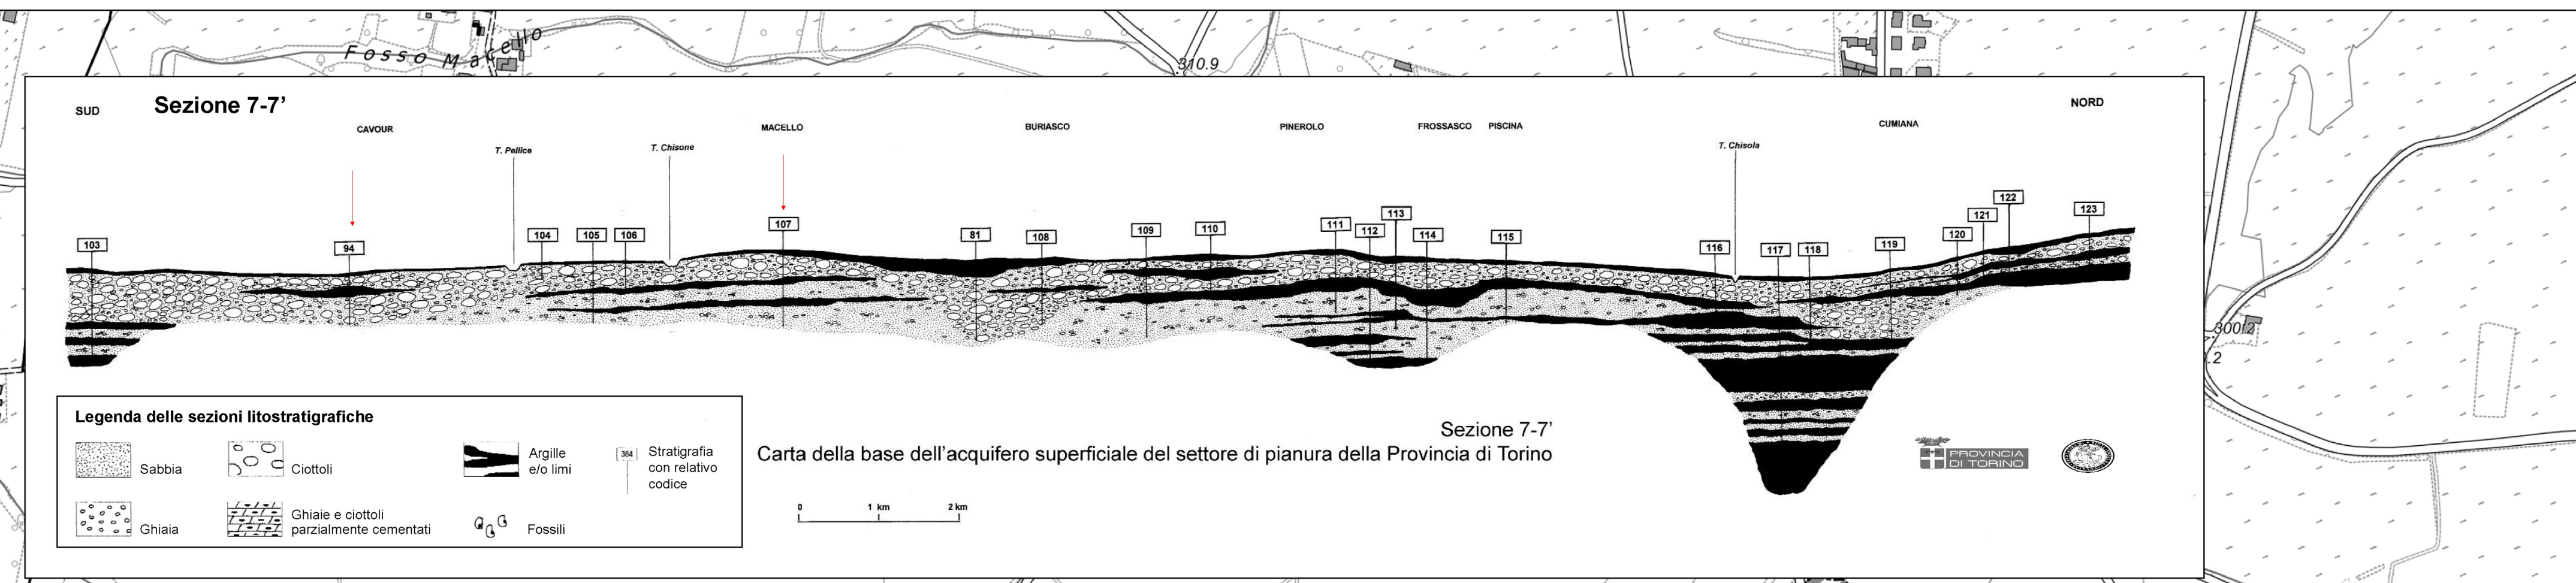 Fosso Macello
310.9
SUD
Sezione 7-7’
NORD
CAVOUR
MACELLO
BURIASCO
PINEROLO
FROSSASCO
PISCINA
CUMIANA
T. Pellice
T. Chisone
T. Chisola
103
94
104
105
106
107
81
108
109
110
111
112
113
114
115
116
117
118
119
120
121
122
123
300.2
.2
Legenda delle sezioni litostratigrafiche
Sabbia
Ciottoli
Argille
e/o limi
384
Stratigrafia
con relativo
codice
Ghiaia
Ghiaie e ciottoli
parzialmente cementati
Fossili
Sezione 7-7’
Carta della base dell’acquifero superficiale del settore di pianura della Provincia di Torino
0 1 km 2 km
PROVINCIA
DI TORINO